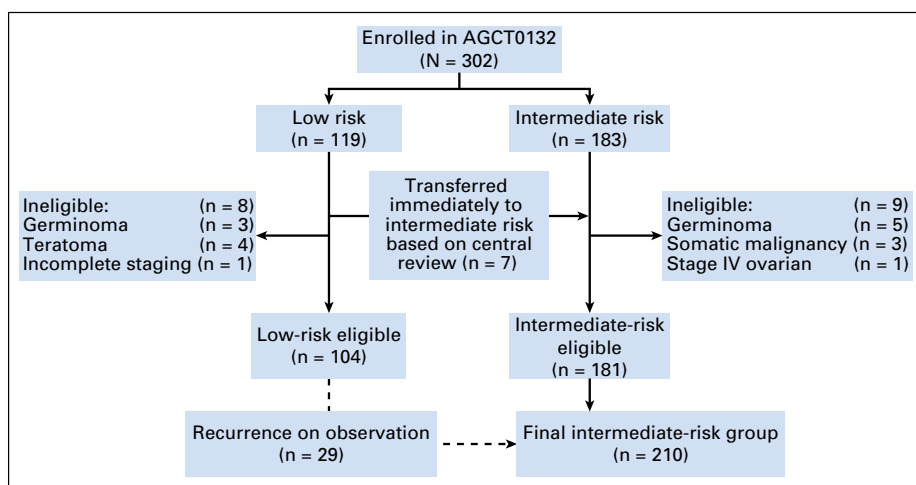 Enrolled in AGCT0132
(N = 302)
Low risk
(n = 119)
Intermediate risk
(n = 183)
Ineligible: (n = 8)
Germinoma (n = 3)
Teratoma (n = 4)
Incomplete staging (n = 1)
Transferred
immediately to
intermediate risk
based on central
review (n = 7)
Ineligible: (n = 9)
Germinoma (n = 5)
Somatic malignancy (n = 3)
Stage IV ovarian (n = 1)
Low-risk eligible
(n = 104)
Intermediate-risk
eligible
(n = 181)
Recurrence on observation
(n = 29)
Final intermediate-risk group
(n = 210)